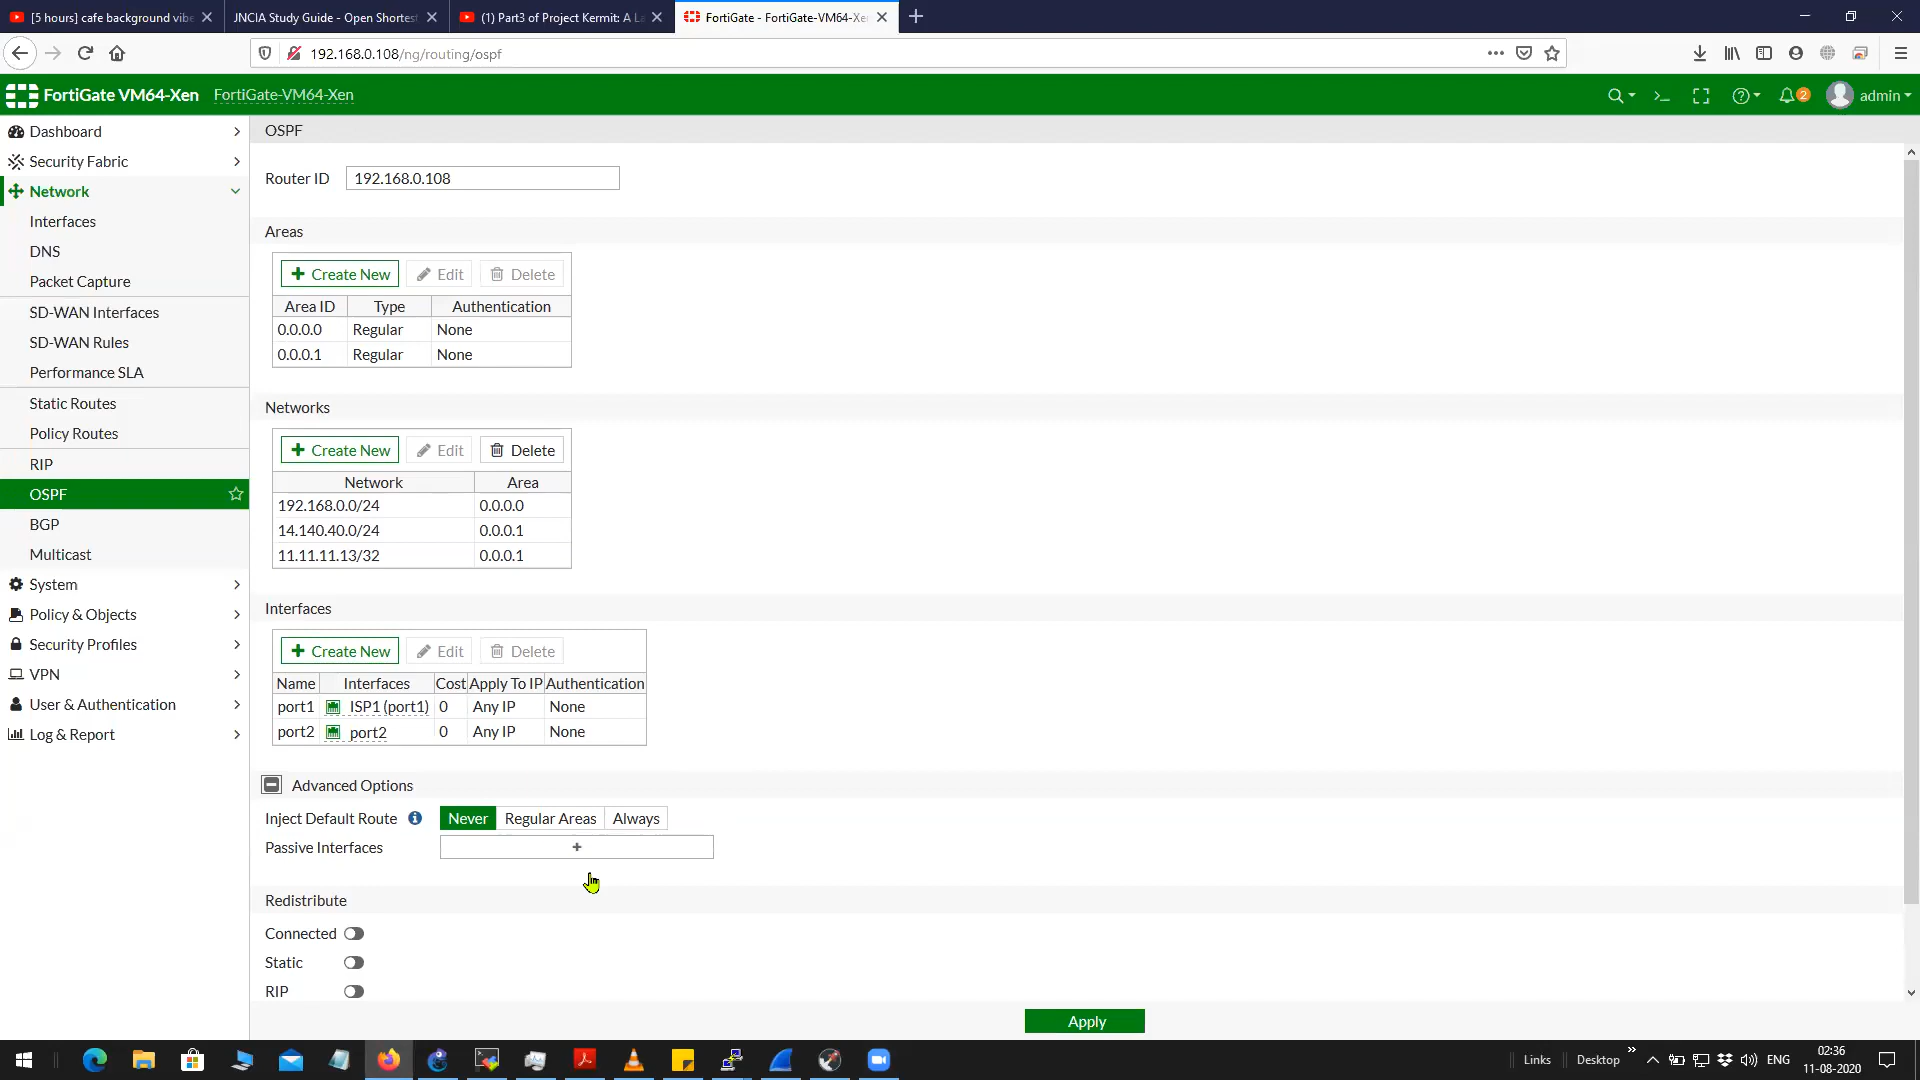 [5 hours] cafe background vibe
JNCIA Study Guide - Open Shortes
(1) Part3 of Project Kermit: A La
FortiGate - FortiGate-VM64-Xe
192.168.0.108/ng/routing/ospf
FortiGate VM64-Xen
FortiGate-VM64-Xen
2
admin
Dashboard
Security Fabric
Network
Interfaces
DNS
Packet Capture
SD-WAN Interfaces
SD-WAN Rules
Performance SLA
Static Routes
Policy Routes
RIP
OSPF
BGP
Multicast
System
Policy & Objects
Security Profiles
VPN
User & Authentication
Log & Report
OSPF
Router ID 192.168.0.108
Areas
Create New Edit Delete
Area ID Type Authentication
0.0.0.0 Regular None
0.0.0.1 Regular None
Networks
Create New Edit Delete
Network Area
192.168.0.0/24 0.0.0.0
14.140.40.0/24 0.0.0.1
11.11.11.13/32 0.0.0.1
Interfaces
Create New Edit Delete
Name Interfaces Cost Apply To IP Authentication
port1 ISP1 (port1) 0 Any IP None
port2 port2 0 Any IP None
Advanced Options
Inject Default Route Never Regular Areas Always
Passive Interfaces +
Redistribute
Connected
Static
RIP
Apply
Links Desktop » ENG 02:36
11-08-2020